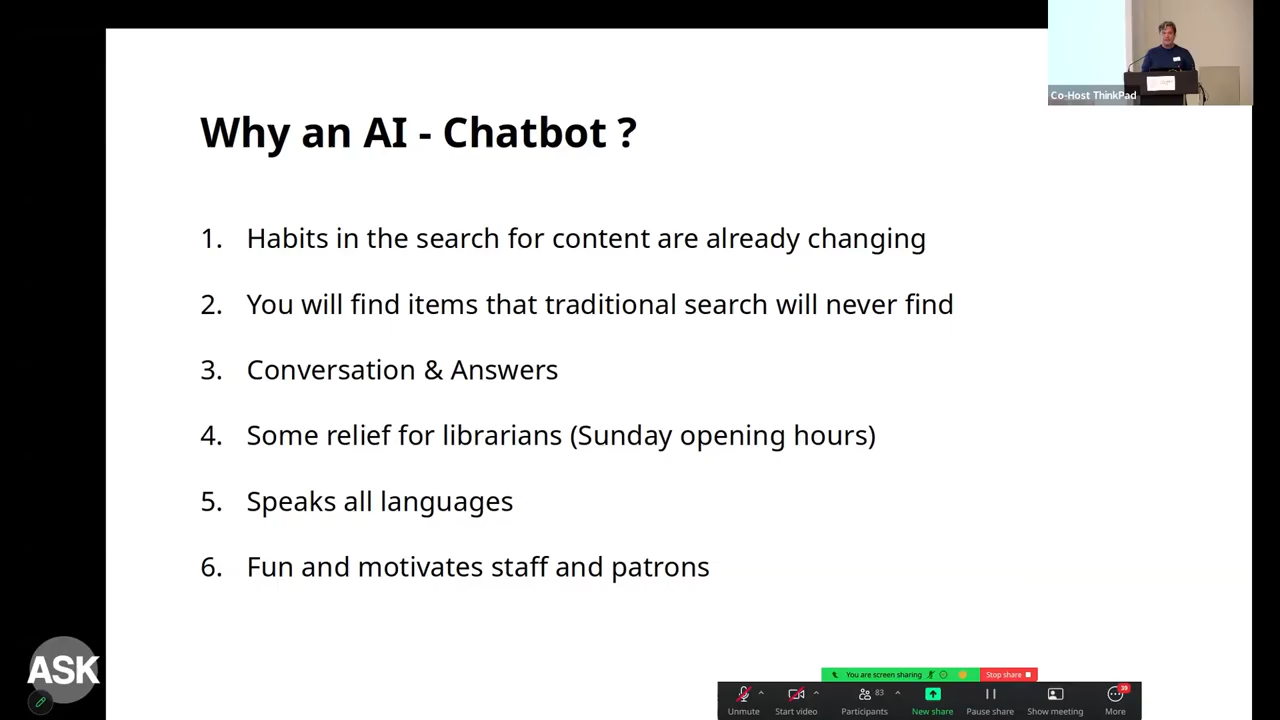 Co-Host ThinkPad
Why an AI - Chatbot ?
1. Habits in the search for content are already changing
2. You will find items that traditional search will never find
3. Conversation & Answers
4. Some relief for librarians (Sunday opening hours)
5. Speaks all languages
6. Fun and motivates staff and patrons
ASK
You are screen sharing
Stop share
39
83
Unmute
Start video
Participants
New share
Pause share
Show meeting
More